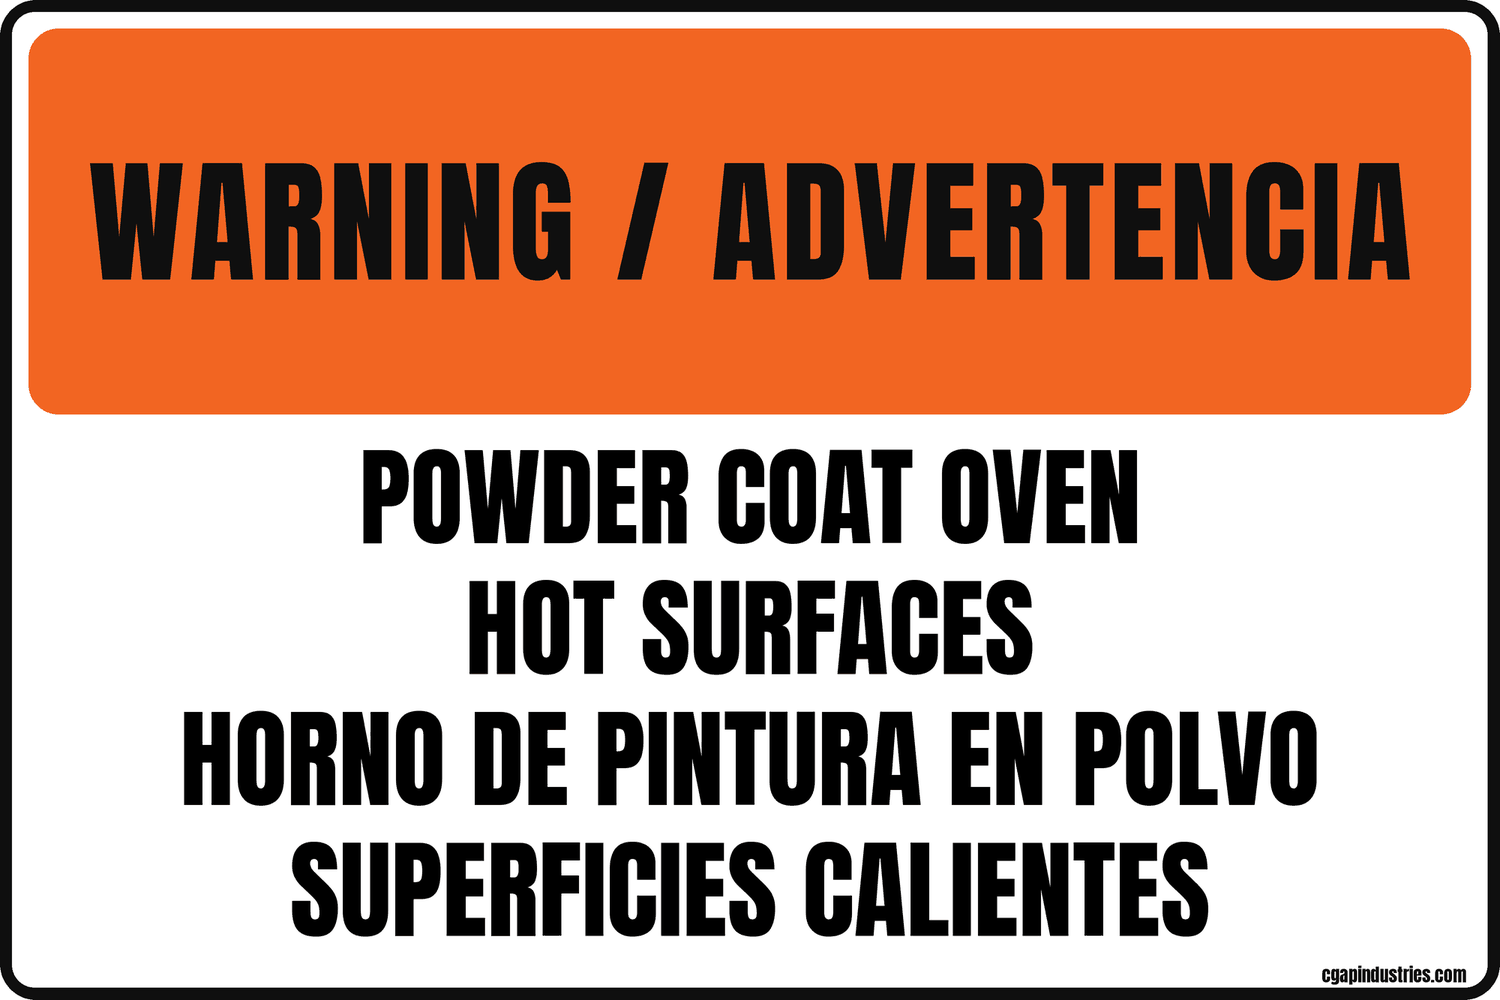 WARNING / ADVERTENCIA
POWDER COAT OVEN
HOT SURFACES
HORNO DE PINTURA EN POLVO
SUPERFICIES CALIENTES
cgapindustries.com